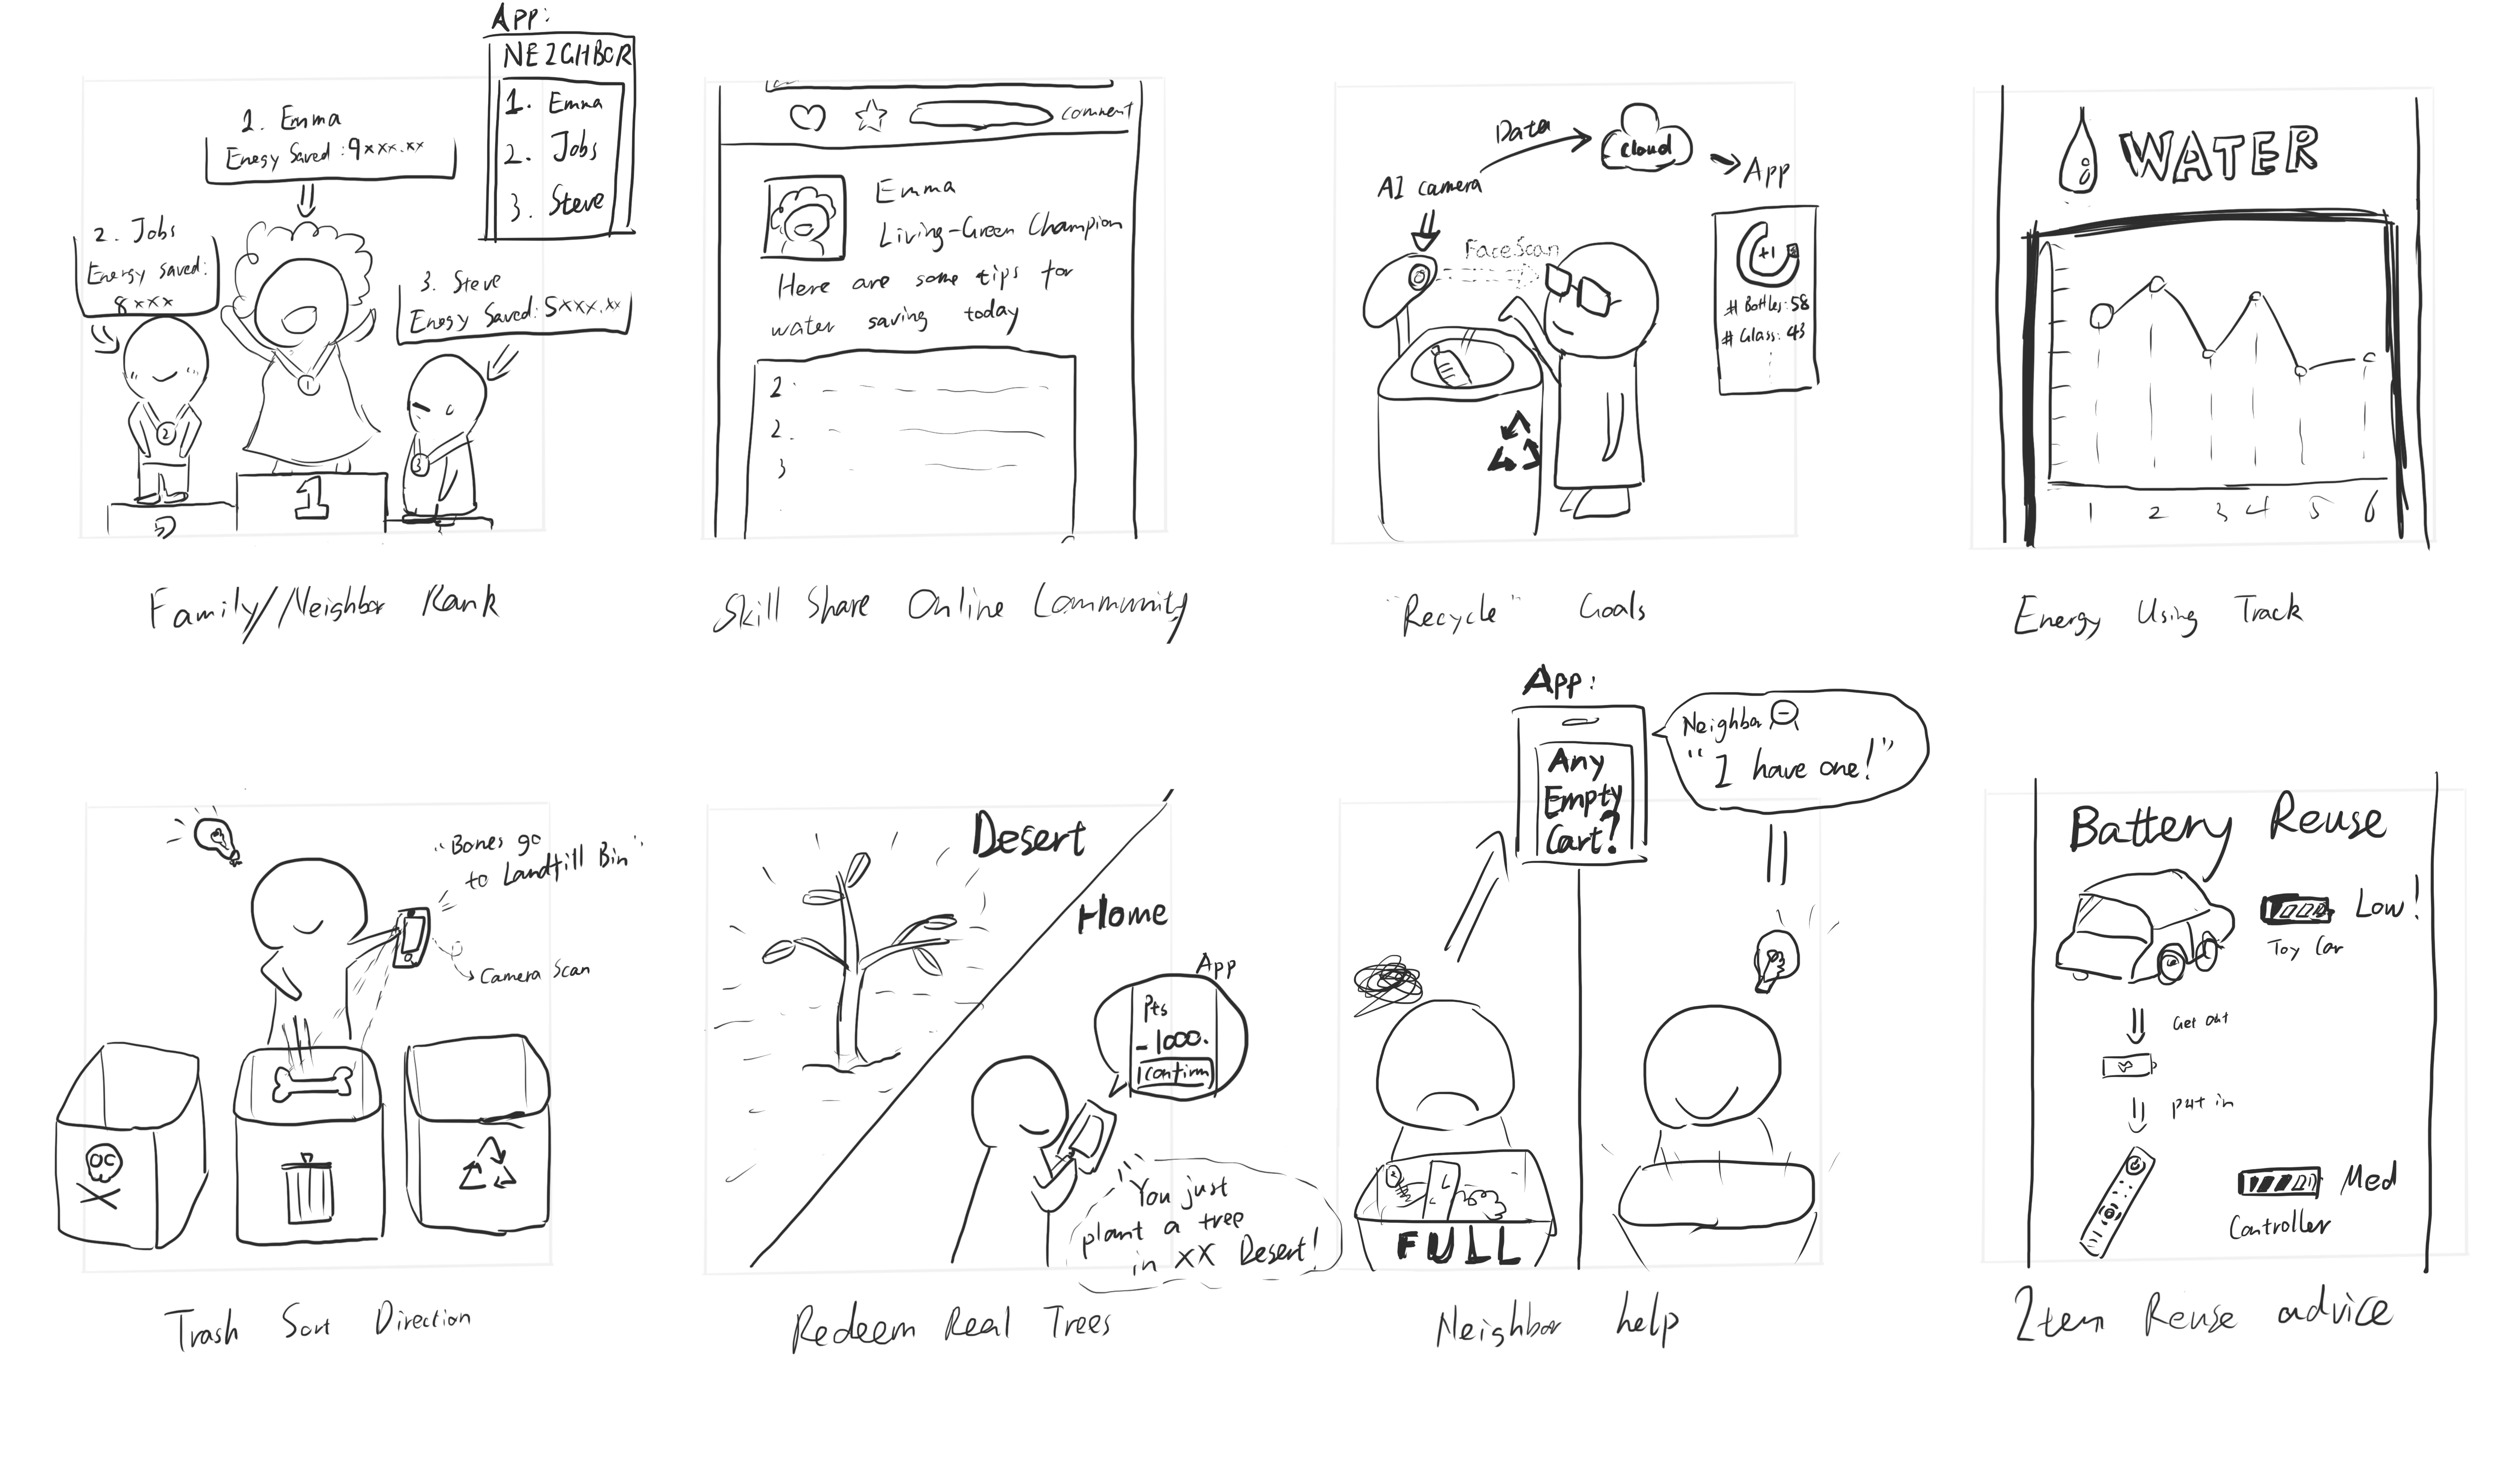 App:
NEIGHBOR
1. Emma
2. Jobs
3. Steve
1. Emma
Enegy Saved: 9xxx.xx
2. Jobs
Energy saved:
8xxx
3. Steve
Enegy Saved: 5xxx.xx
1
2
3
1
2
Family/Neighbor Rank
comment
Emma
Living-Green Champion
Here are some tips for
water saving today
2.
2.
3
Skill Share Online Community
Data
Cloud
App
AI camera
FaceScan
+1
# Bottles: 58
# Glass: 43
"Recycle" Goals
WATER
1 2 3 4 5 6
Energy Using Track
"Bones go
to Landfill Bin"
Camera Scan
Trash Sort Direction
Desert
Home
App
Pts
-1000.
Confirm
"You just
plant a tree
in XX Desert!
Redeem Real Trees
App:
Any
Empty
Cart?
Neighbor
"I have one!"
FULL
Neighbor help
Battery Reuse
Low!
Toy Car
Get out
put in
Med
Controller
Item Reuse advice